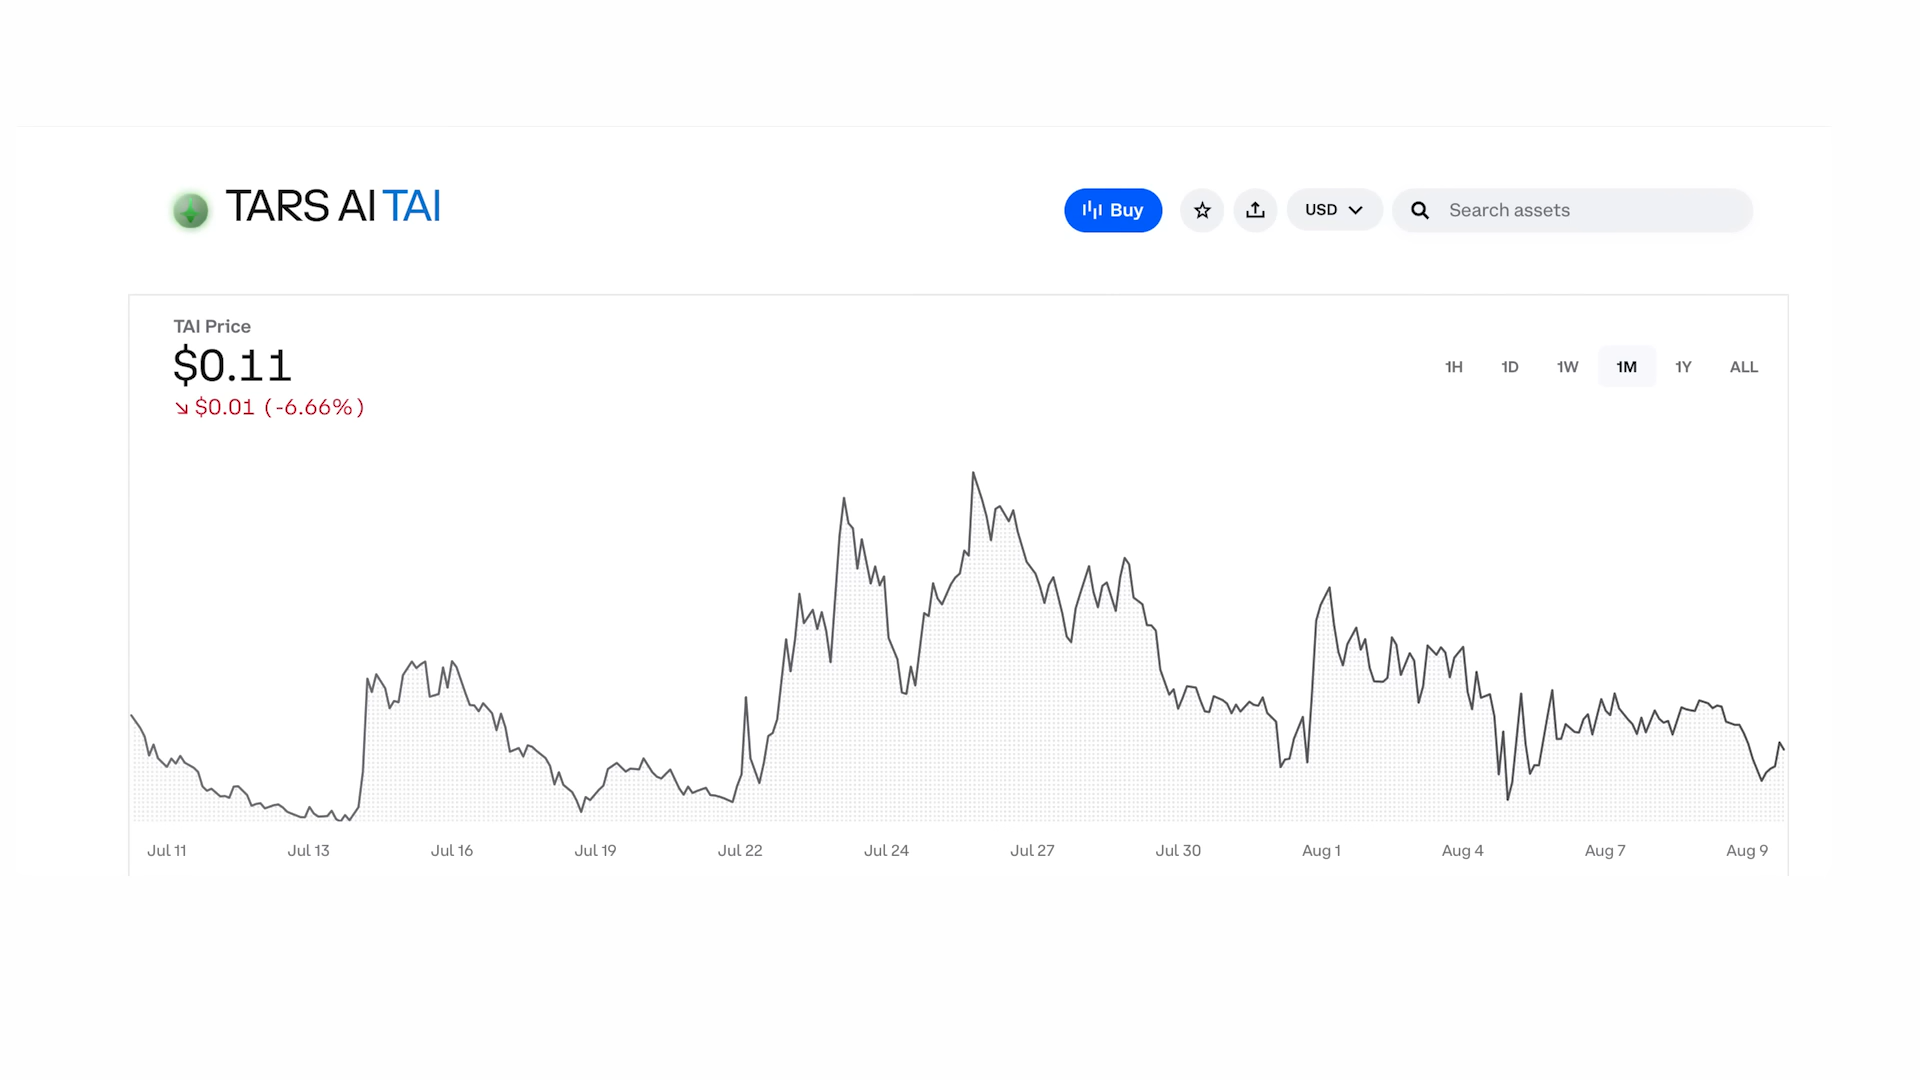 TARS AI TAI
Buy
USD
Search assets
TAI Price
$0.11
↘ $0.01 (-6.66%)
1H 1D 1W 1M 1Y ALL
Jul 11 Jul 13 Jul 16 Jul 19 Jul 22 Jul 24 Jul 27 Jul 30 Aug 1 Aug 4 Aug 7 Aug 9